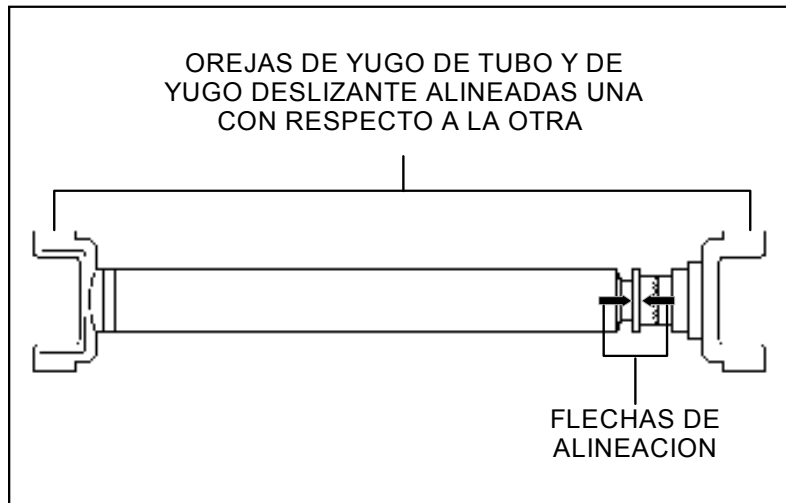 OREJAS DE YUGO DE TUBO Y DE
YUGO DESLIZANTE ALINEADAS UNA
CON RESPECTO A LA OTRA
FLECHAS DE
ALINEACION